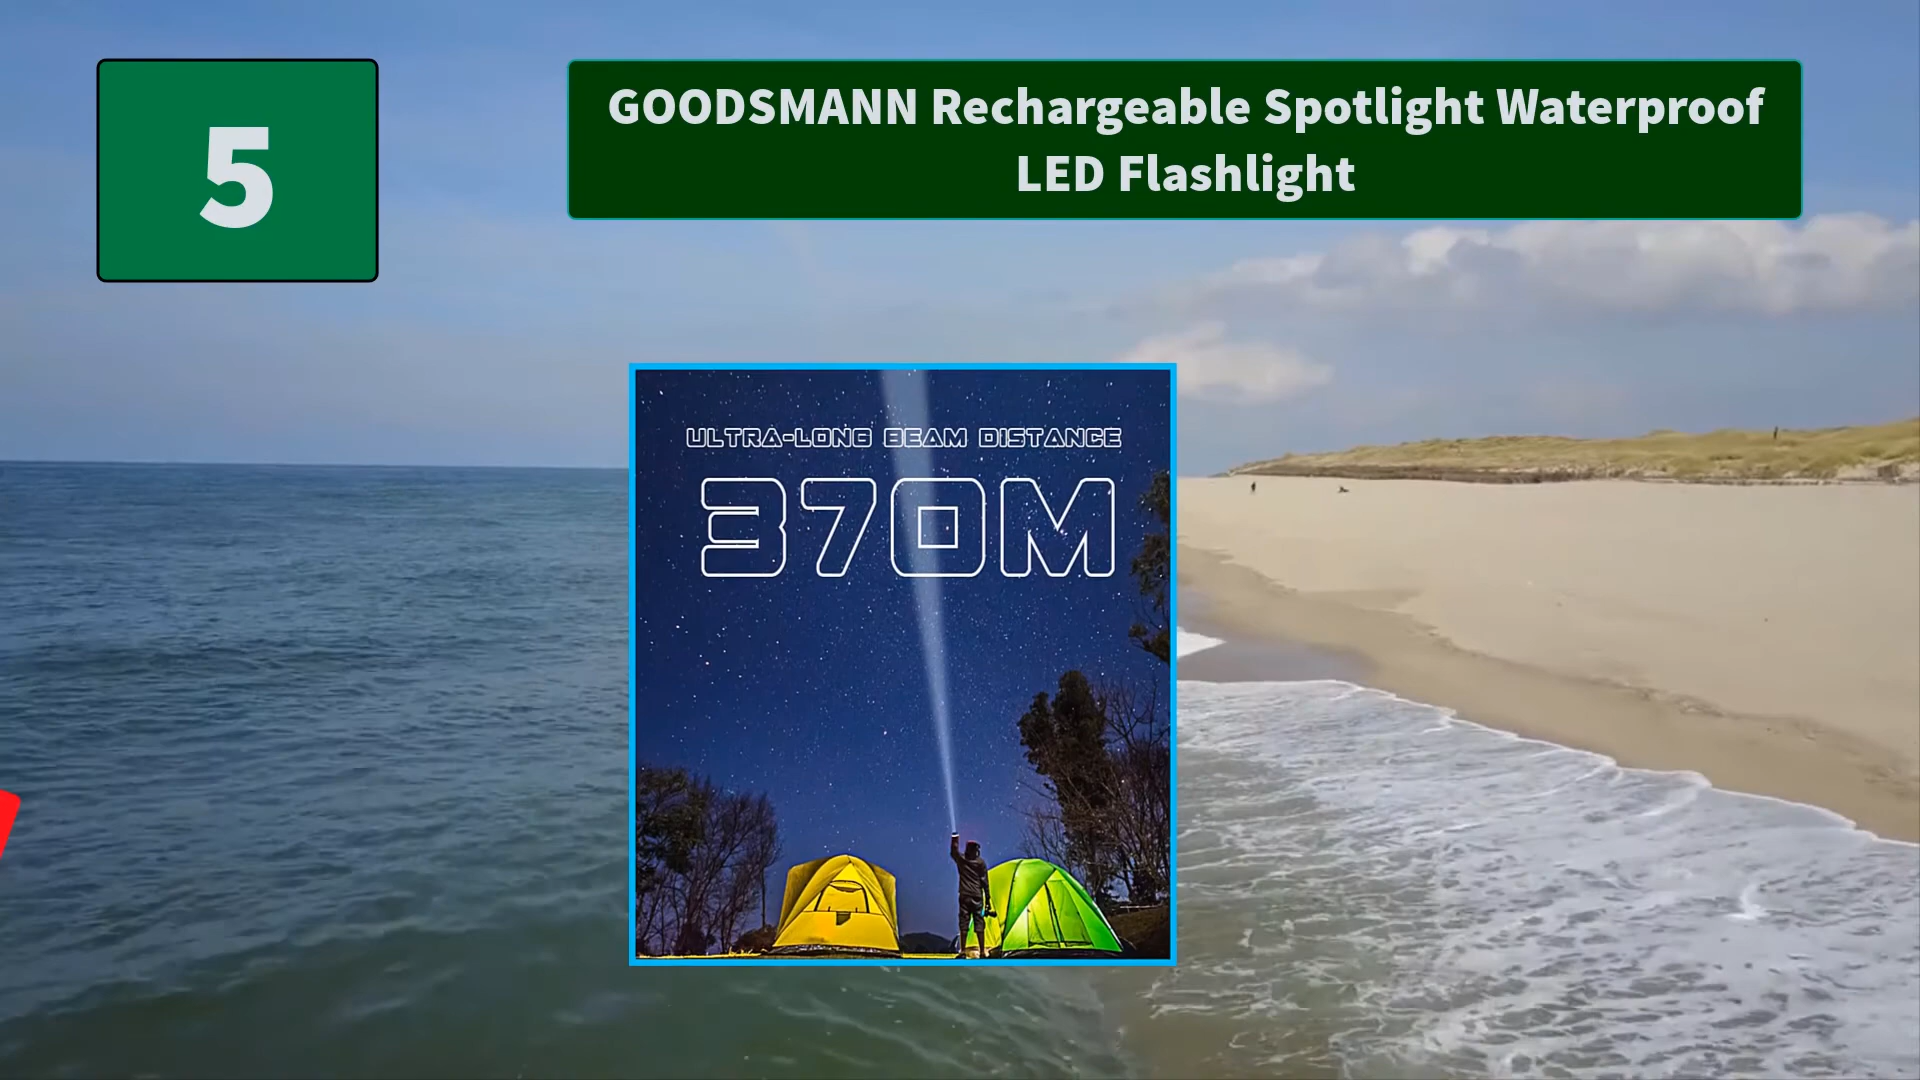 5
GOODSMANN Rechargeable Spotlight Waterproof
LED Flashlight
ULTRA-LONG BEAM DISTANCE
370M